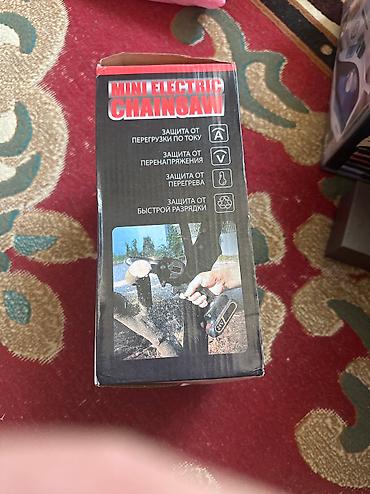 MINI ELECTRIC
CHAINSAW
ЗАЩИТА ОТ
ПЕРЕГРУЗКИ ПО ТОКУ
A
ЗАЩИТА ОТ
ПЕРЕНАПРЯЖЕНИЯ
V
ЗАЩИТА ОТ
ПЕРЕГРЕВА
ЗАЩИТА ОТ
БЫСТРОЙ РАЗРЯДКИ